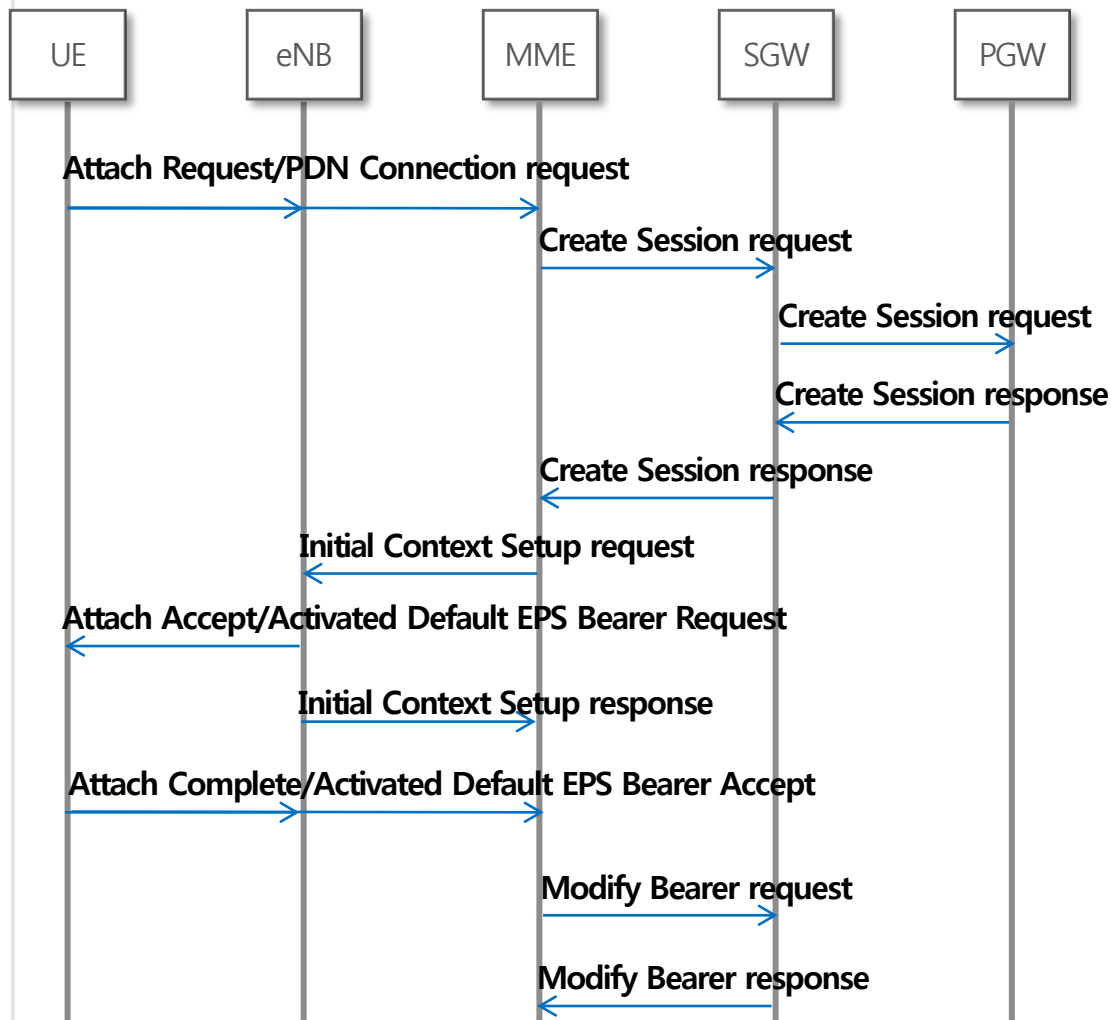 UE
eNB
MME
SGW
PGW
Attach Request/PDN Connection request
Create Session request
Create Session request
Create Session response
Create Session response
Initial Context Setup request
Attach Accept/Activated Default EPS Bearer Request
Initial Context Setup response
Attach Complete/Activated Default EPS Bearer Accept
Modify Bearer request
Modify Bearer response